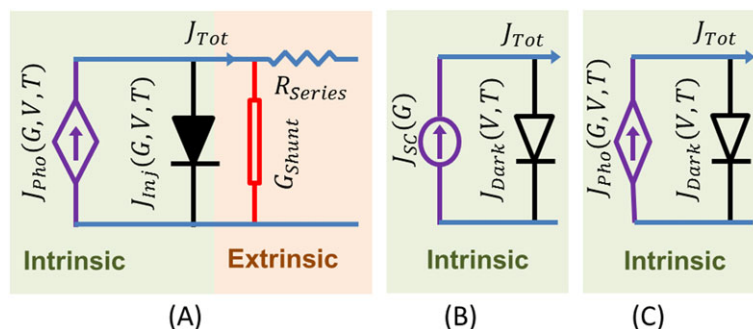 J_Tot
J_Pho(G,V,T)
J_Inj(G,V,T)
R_Series
G_Shunt
Intrinsic
Extrinsic
(A)
J_Tot
J_SC(G)
J_Dark(V,T)
Intrinsic
(B)
J_Tot
J_Pho(G,V,T)
J_Dark(V,T)
Intrinsic
(C)